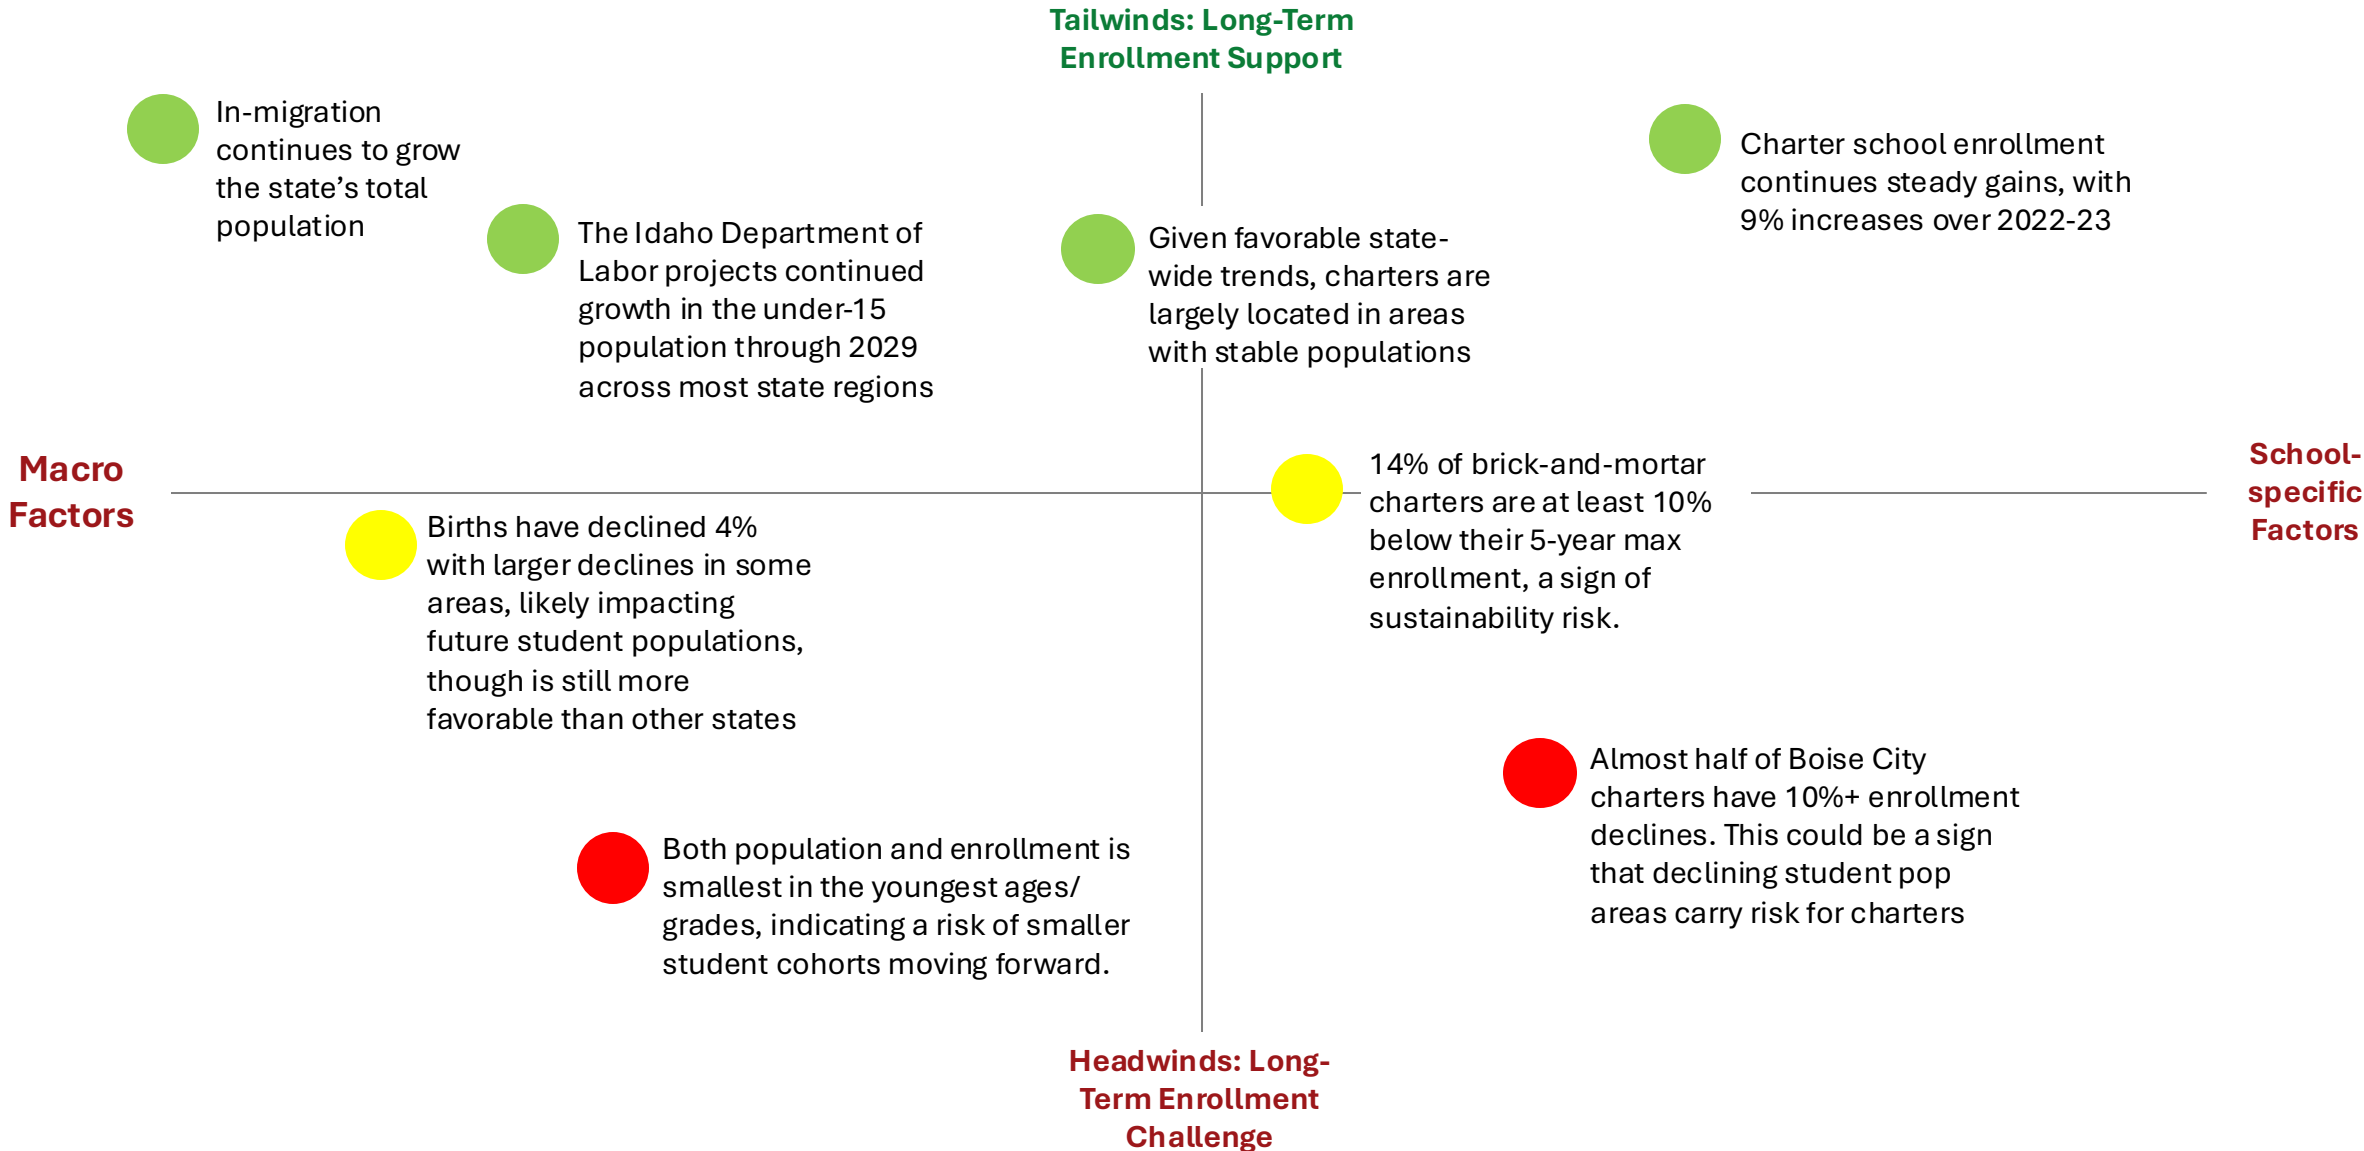 Tailwinds: Long-Term
Enrollment Support
In-migration
continues to grow
the state’s total
population
The Idaho Department of
Labor projects continued
growth in the under-15
population through 2029
across most state regions
Given favorable state-
wide trends, charters are
largely located in areas
with stable populations
Charter school enrollment
continues steady gains, with
9% increases over 2022-23
Macro
Factors
School-
specific
Factors
Births have declined 4%
with larger declines in some
areas, likely impacting
future student populations,
though is still more
favorable than other states
14% of brick-and-mortar
charters are at least 10%
below their 5-year max
enrollment, a sign of
sustainability risk.
Both population and enrollment is
smallest in the youngest ages/
grades, indicating a risk of smaller
student cohorts moving forward.
Almost half of Boise City
charters have 10%+ enrollment
declines. This could be a sign
that declining student pop
areas carry risk for charters
Headwinds: Long-
Term Enrollment
Challenge